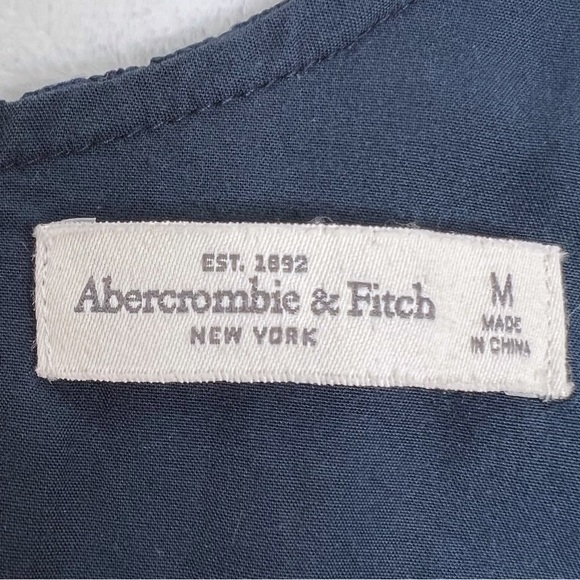 EST. 1892
Abercrombie & Fitch
NEW YORK
M
MADE
IN CHINA